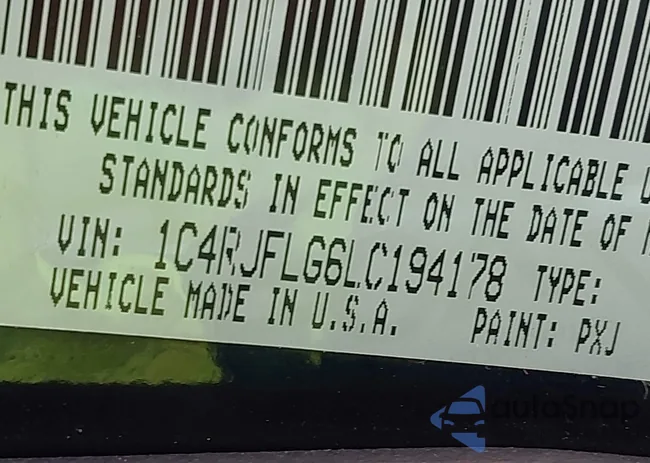 THIS VEHICLE CONFORMS TO ALL APPLICABLE
STANDARDS IN EFFECT ON THE DATE OF
VIN: 1C4RJFLG6LC194178 TYPE:
VEHICLE MADE IN U.S.A. PAINT: PXJ
autoSnap